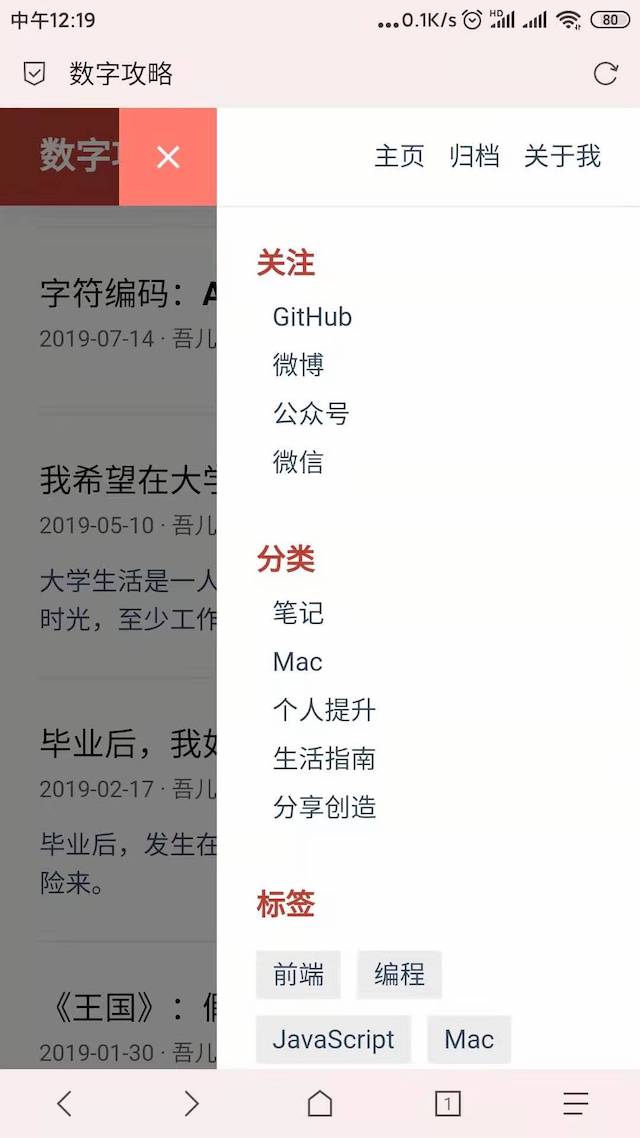 中午12:19
...0.1K/s HD 80
数字攻略
数字
主页 归档 关于我
字符编码：
2019-07-14 · 吾儿
我希望在大学
2019-05-10 · 吾儿
大学生活是一人
时光，至少工作
毕业后，我如
2019-02-17 · 吾儿
毕业后，发生在
险来。
《王国》：假
2019-01-30 · 吾儿
关注
GitHub
微博
公众号
微信
分类
笔记
Mac
个人提升
生活指南
分享创造
标签
前端 编程
JavaScript Mac
1